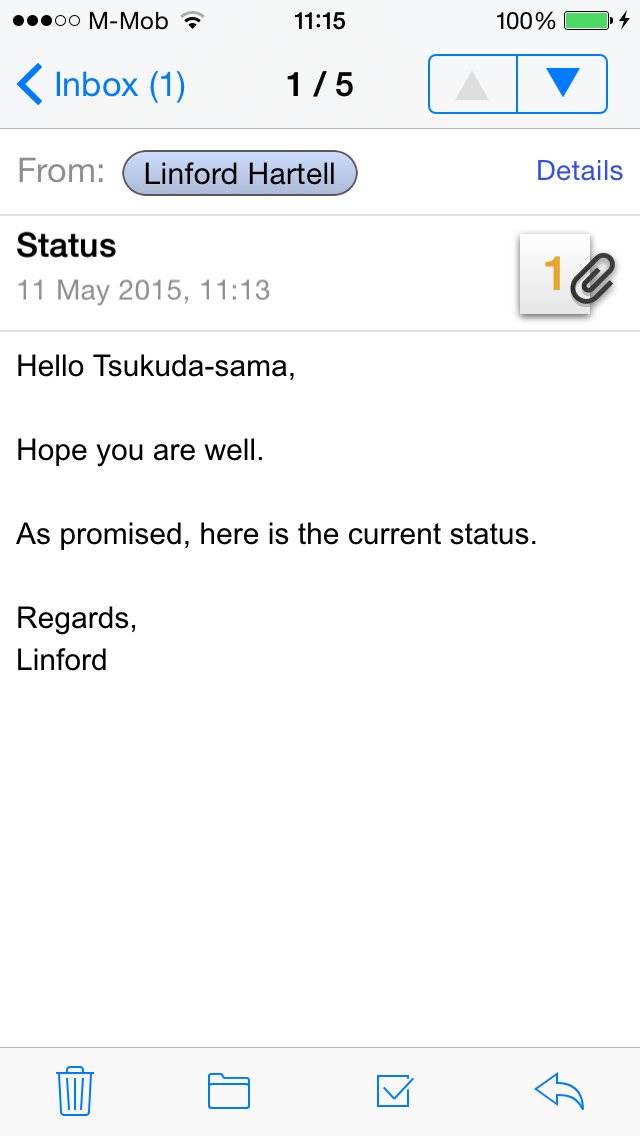 M-Mob 11:15 100%
Inbox (1) 1 / 5
From: Linford Hartell Details
Status
11 May 2015, 11:13
1
Hello Tsukuda-sama,
Hope you are well.
As promised, here is the current status.
Regards,
Linford